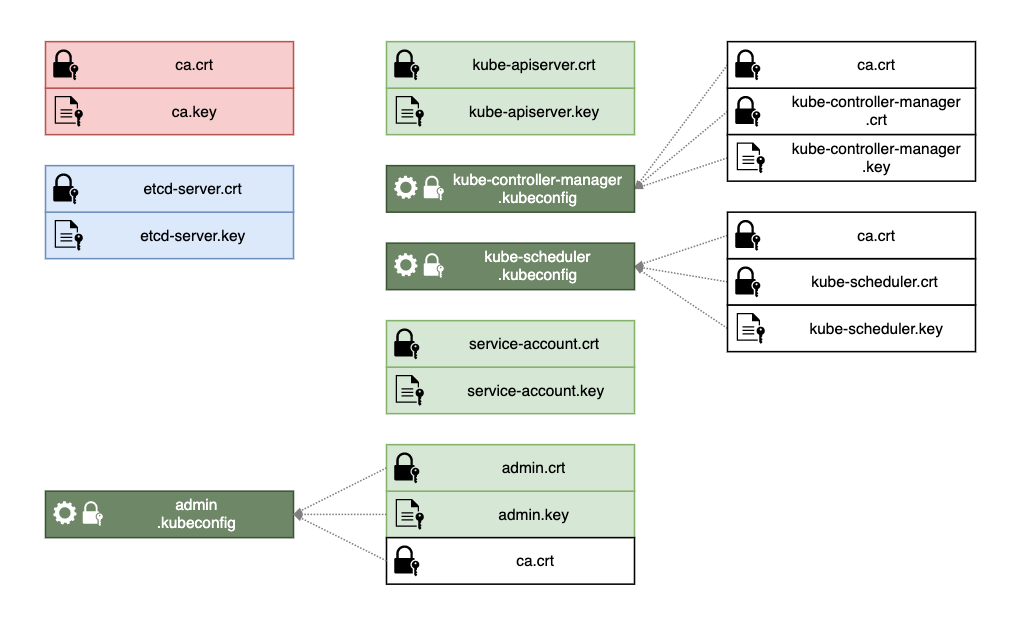 ca.crt
ca.key
etcd-server.crt
etcd-server.key
kube-apiserver.crt
kube-apiserver.key
kube-controller-manager
.kubeconfig
kube-scheduler
.kubeconfig
service-account.crt
service-account.key
ca.crt
kube-controller-manager
.crt
kube-controller-manager
.key
ca.crt
kube-scheduler.crt
kube-scheduler.key
admin
.kubeconfig
admin.crt
admin.key
ca.crt